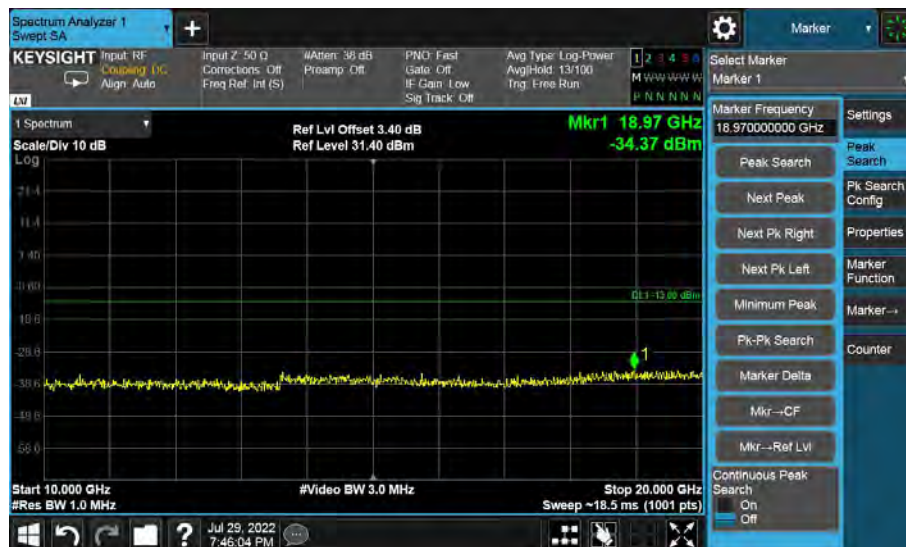 Spectrum Analyzer 1
Swept SA
+
Marker
KEYSIGHT
Input: RF
Coupling: DC
Align: Auto
Input Z: 50 Ω
Corrections: Off
Freq Ref: Int (S)
#Atten: 38 dB
Preamp: Off
PNO: Fast
Gate: Off
IF Gain: Low
Sig Track: Off
Avg Type: Log-Power
Avg|Hold: 13/100
Trig: Free Run
1 2 3 4 5 6
M W W W W W
P N N N N N
LXI
Select Marker
Marker 1
1 Spectrum
Scale/Div 10 dB
Log
Ref Lvl Offset 3.40 dB
Ref Level 31.40 dBm
Mkr1 18.97 GHz
-34.37 dBm
21.4
11.4
1.40
-8.60
-18.6
-28.6
-38.6
-48.6
-58.6
DL1 -13.00 dBm
1
Start 10.000 GHz
#Res BW 1.0 MHz
#Video BW 3.0 MHz
Stop 20.000 GHz
Sweep ~18.5 ms (1001 pts)
Marker Frequency
18.970000000 GHz
Peak Search
Next Peak
Next Pk Right
Next Pk Left
Minimum Peak
Pk-Pk Search
Marker Delta
Mkr→CF
Mkr→Ref Lvl
Continuous Peak
Search
On
Off
Settings
Peak
Search
Pk Search
Config
Properties
Marker
Function
Marker→
Counter
?
Jul 29, 2022
7:46:04 PM